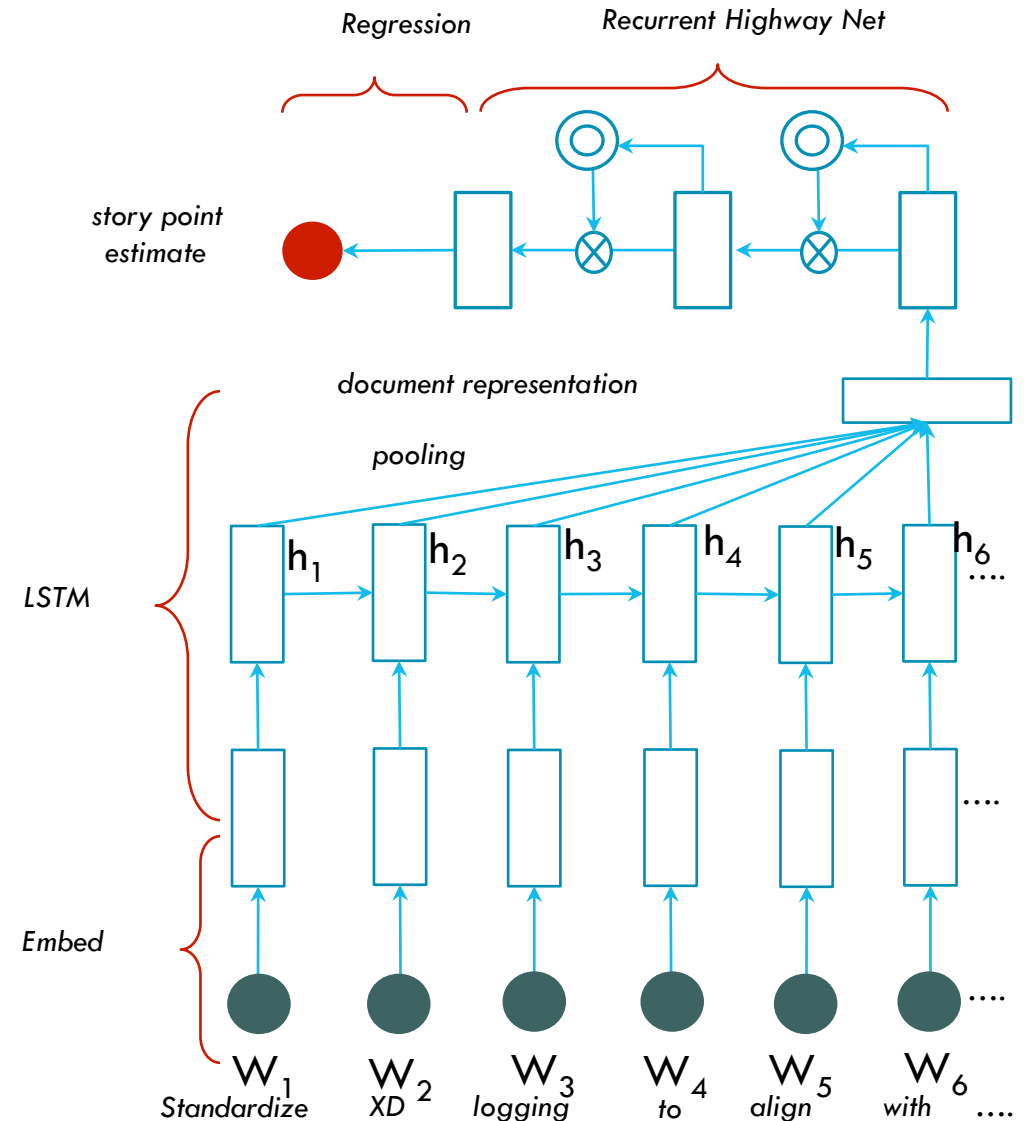 Regression
Recurrent Highway Net
story point
estimate
document representation
pooling
h1 h2 h3 h4 h5 h6
....
LSTM
....
Embed
....
W1 W2 W3 W4 W5 W6
Standardize XD logging to align with ....